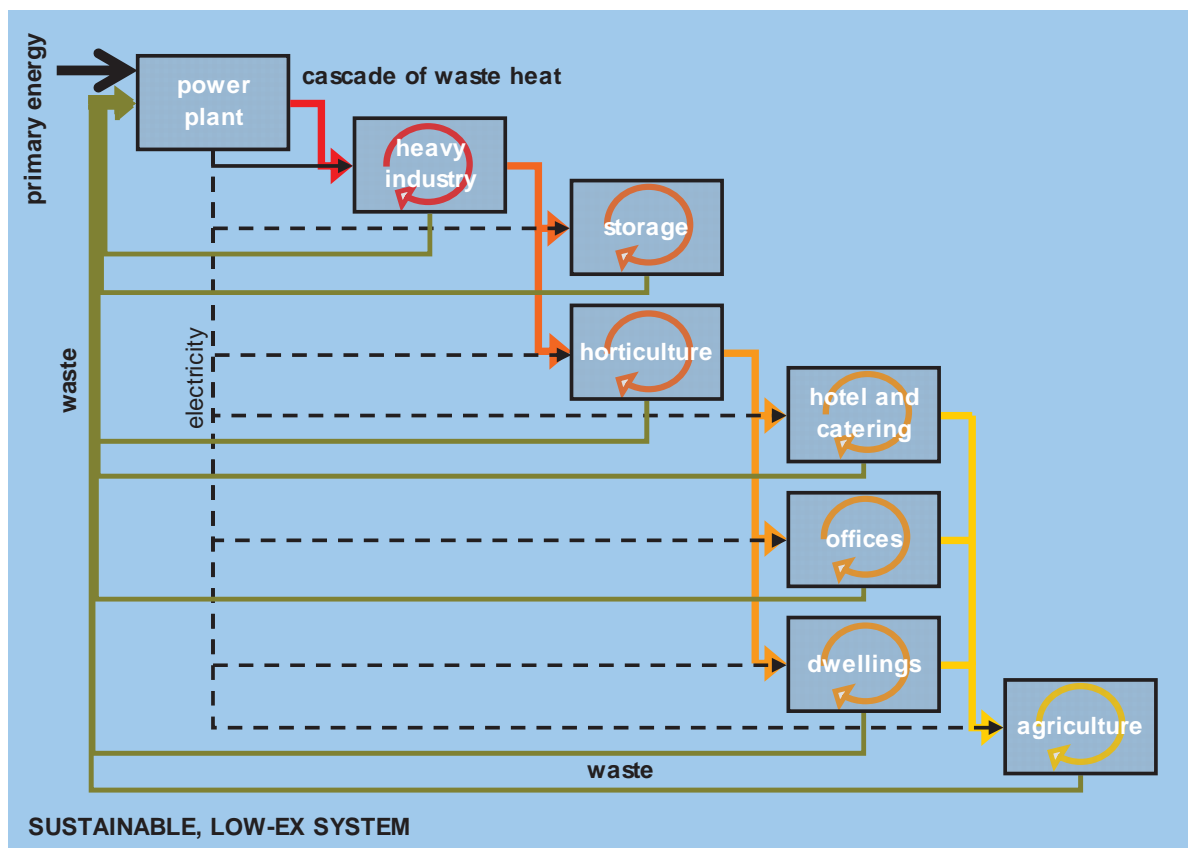 primary energy
power
plant
cascade of waste heat
heavy
industry
storage
electricity
waste
horticulture
hotel and
catering
offices
dwellings
agriculture
waste
SUSTAINABLE, LOW-EX SYSTEM